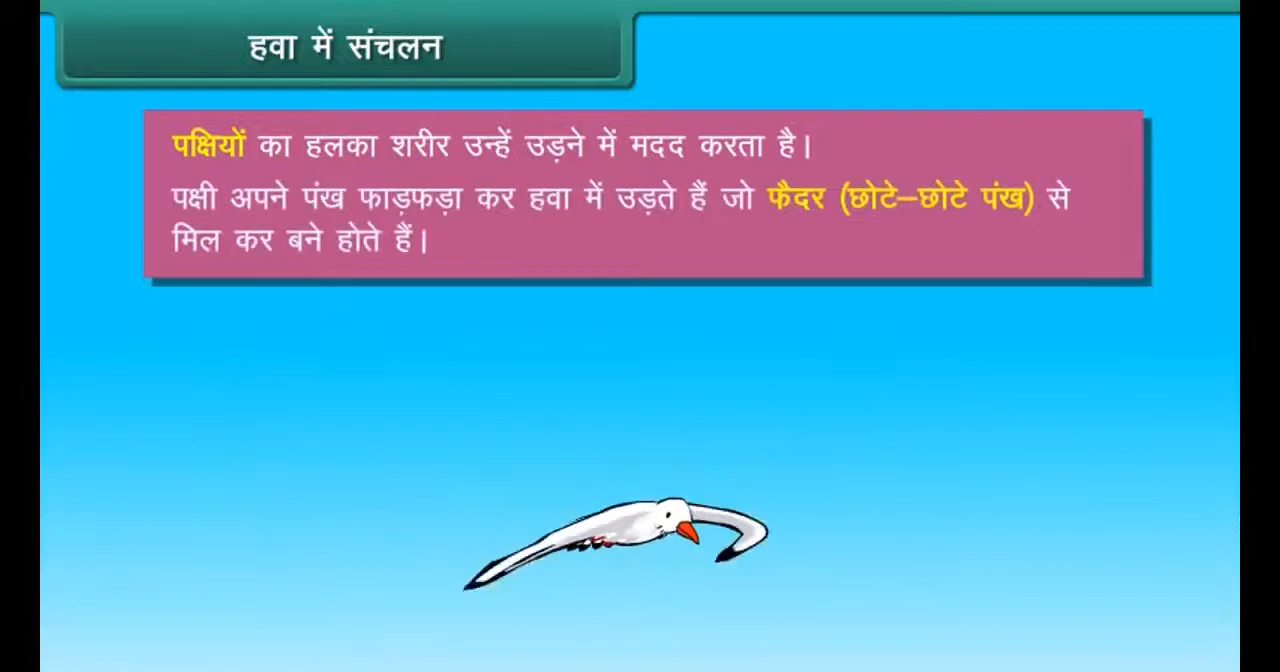 हवा में संचलन
पक्षियों का हलका शरीर उन्हें उड़ने में मदद करता है।
पक्षी अपने पंख फाड़फड़ा कर हवा में उड़ते हैं जो फैदर (छोटे–छोटे पंख) से
मिल कर बने होते हैं।